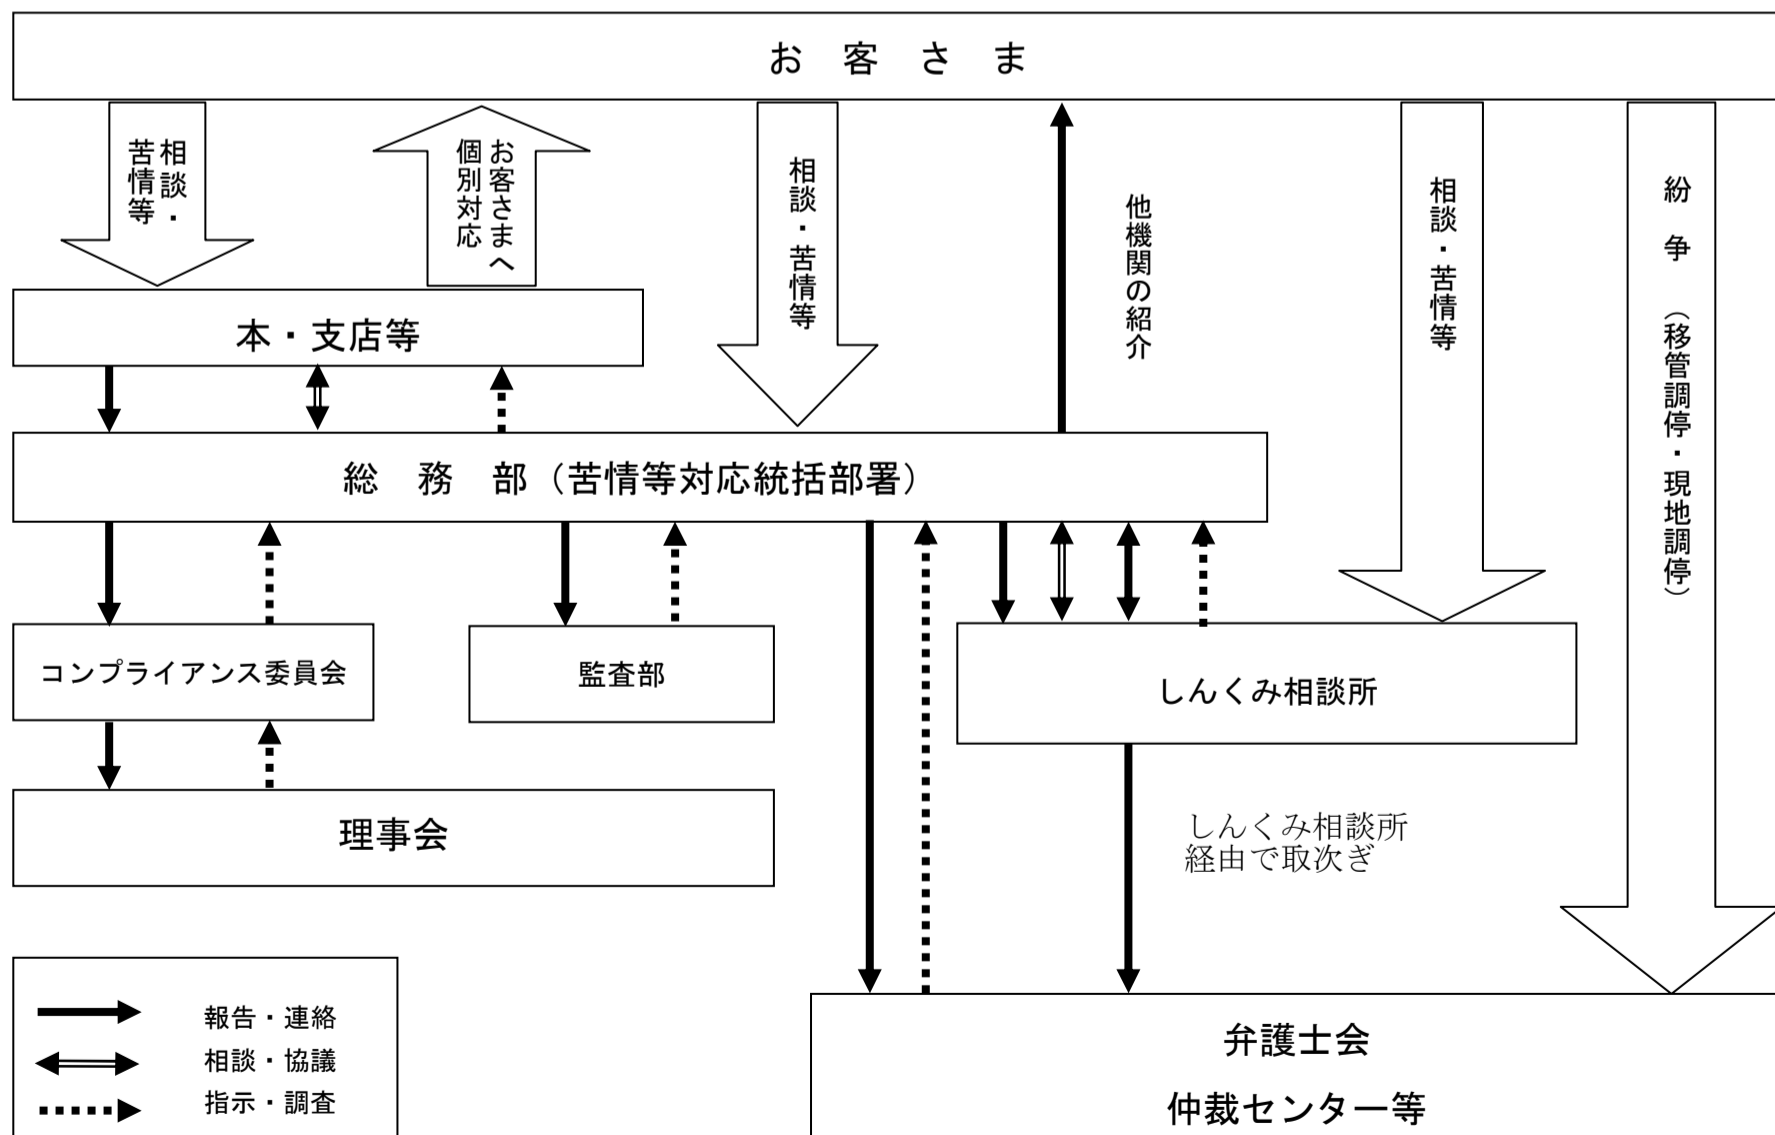 お 客 さ ま
相談・
苦情等
お客さまへ
個別対応
相談・苦情等
他機関の紹介
相談・苦情等
紛 争 （移管調停・現地調停）
本・支店等
総 務 部（苦情等対応統括部署）
コンプライアンス委員会
監査部
しんくみ相談所
理事会
しんくみ相談所
経由で取次ぎ
報告・連絡
相談・協議
指示・調査
弁護士会
仲裁センター等